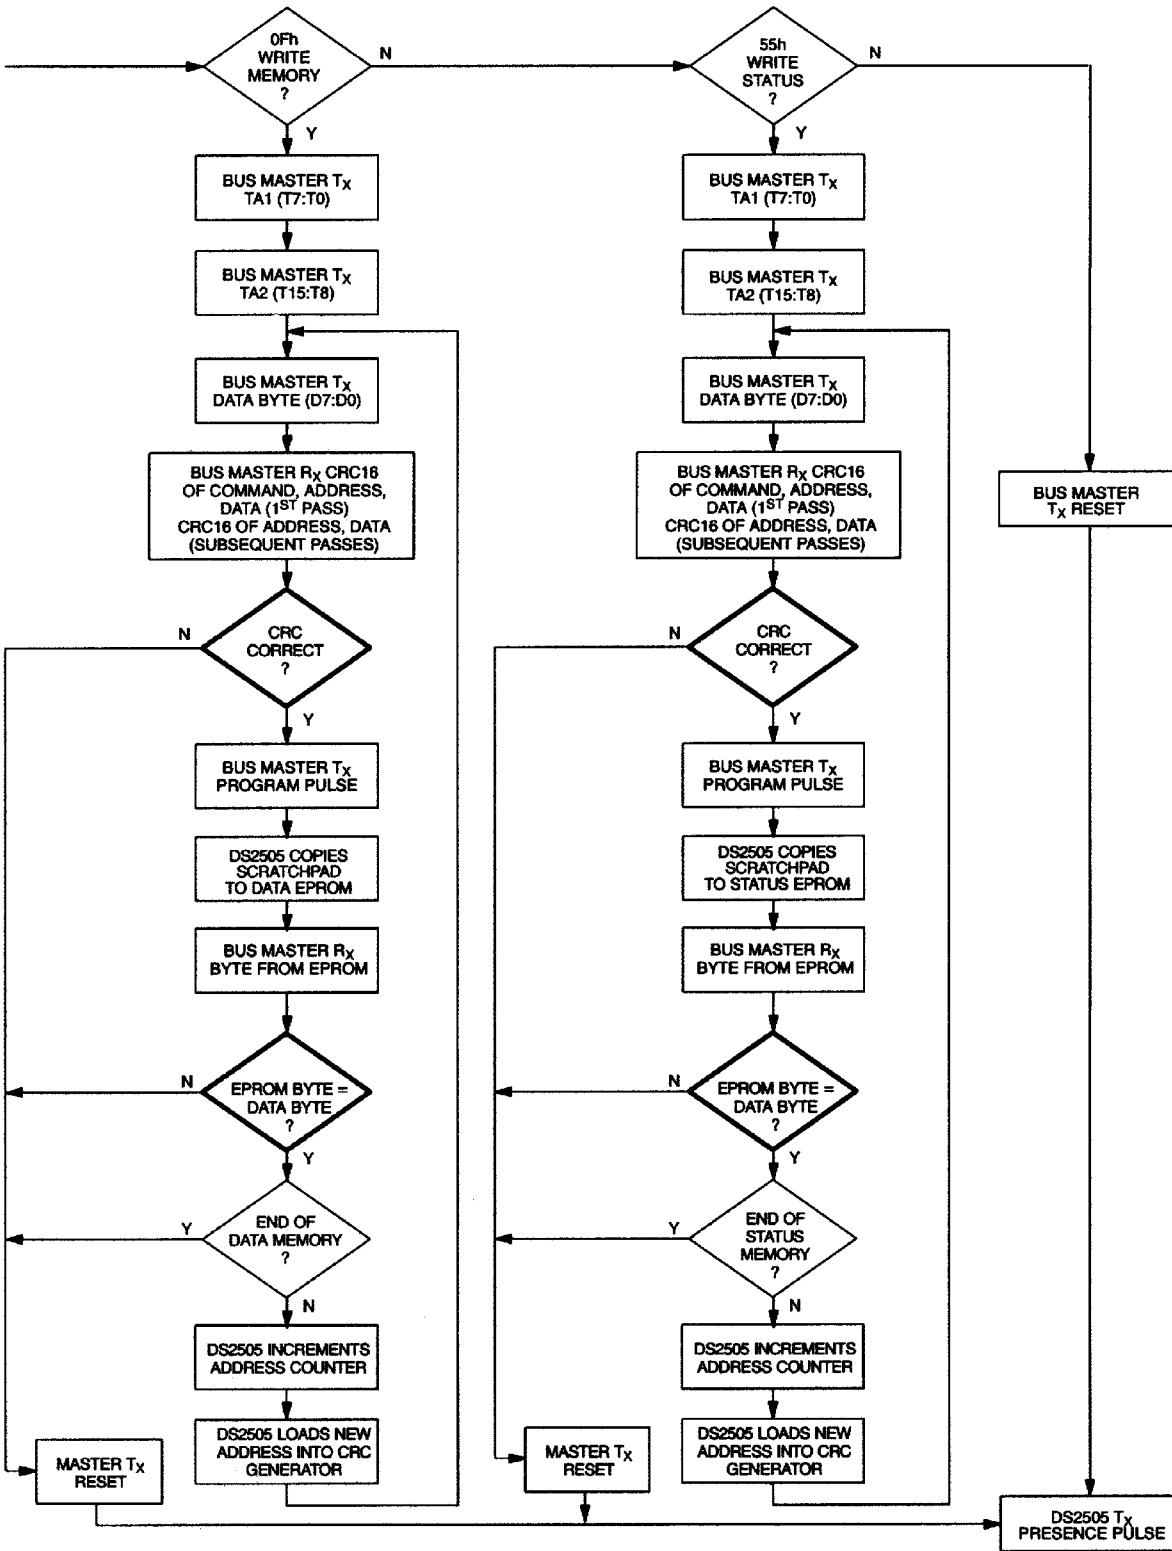 0Fh
WRITE
MEMORY
?
N
Y
BUS MASTER TX
TA1 (T7:T0)
BUS MASTER TX
TA2 (T15:T8)
BUS MASTER TX
DATA BYTE (D7:D0)
BUS MASTER RX CRC16
OF COMMAND, ADDRESS,
DATA (1ST PASS)
CRC16 OF ADDRESS, DATA
(SUBSEQUENT PASSES)
N
CRC
CORRECT
?
Y
BUS MASTER TX
PROGRAM PULSE
DS2505 COPIES
SCRATCHPAD
TO DATA EPROM
BUS MASTER RX
BYTE FROM EPROM
N
EPROM BYTE =
DATA BYTE
?
Y
Y
END OF
DATA MEMORY
?
N
DS2505 INCREMENTS
ADDRESS COUNTER
DS2505 LOADS NEW
ADDRESS INTO CRC
GENERATOR
MASTER TX
RESET
55h
WRITE
STATUS
?
N
Y
BUS MASTER TX
TA1 (T7:T0)
BUS MASTER TX
TA2 (T15:T8)
BUS MASTER TX
DATA BYTE (D7:D0)
BUS MASTER RX CRC16
OF COMMAND, ADDRESS,
DATA (1ST PASS)
CRC16 OF ADDRESS, DATA
(SUBSEQUENT PASSES)
N
CRC
CORRECT
?
Y
BUS MASTER TX
PROGRAM PULSE
DS2505 COPIES
SCRATCHPAD
TO STATUS EPROM
BUS MASTER RX
BYTE FROM EPROM
N
EPROM BYTE =
DATA BYTE
?
Y
Y
END OF
STATUS
MEMORY
?
N
DS2505 INCREMENTS
ADDRESS COUNTER
DS2505 LOADS NEW
ADDRESS INTO CRC
GENERATOR
MASTER TX
RESET
BUS MASTER
TX RESET
DS2505 TX
PRESENCE PULSE